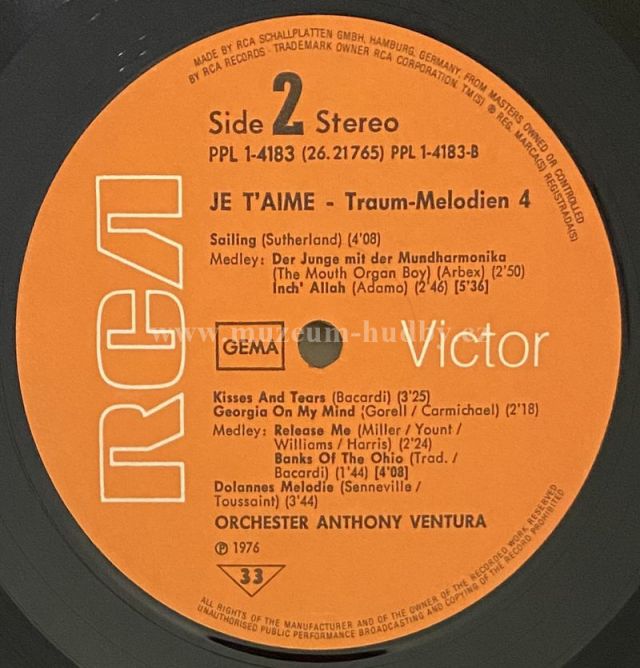 MADE BY RCA SCHALLPLATTEN GMBH, HAMBURG, GERMANY, FROM MASTERS OWNED OR CONTROLLED
BY RCA RECORDS · TRADEMARK OWNER RCA CORPORATION, TM(S) ® REG. MARCA(S) REGISTRADA(S)
Side 2 Stereo
PPL 1-4183 (26.21765) PPL 1-4183-B
JE T'AIME - Traum-Melodien 4
Sailing (Sutherland) (4'08)
Medley: Der Junge mit der Mundharmonika
(The Mouth Organ Boy) (Arbex) (2'50)
Inch' Allah (Adamo) (2'46) [5'36]
www.muzeum-hudby.cz
RCA
GEMA
Victor
Kisses And Tears (Bacardi) (3'25)
Georgia On My Mind (Gorell / Carmichael) (2'18)
Medley: Release Me (Miller / Yount /
Williams / Harris) (2'24)
Banks Of The Ohio (Trad. /
Bacardi) (1'44) [4'08]
Dolannes Melodie (Senneville /
Toussaint) (3'44)
ORCHESTER ANTHONY VENTURA
℗ 1976
33
ALL RIGHTS OF THE MANUFACTURER AND OF THE OWNER OF THE RECORDED WORK RESERVED
UNAUTHORISED PUBLIC PERFORMANCE BROADCASTING AND COPYING OF THE RECORD PROHIBITED